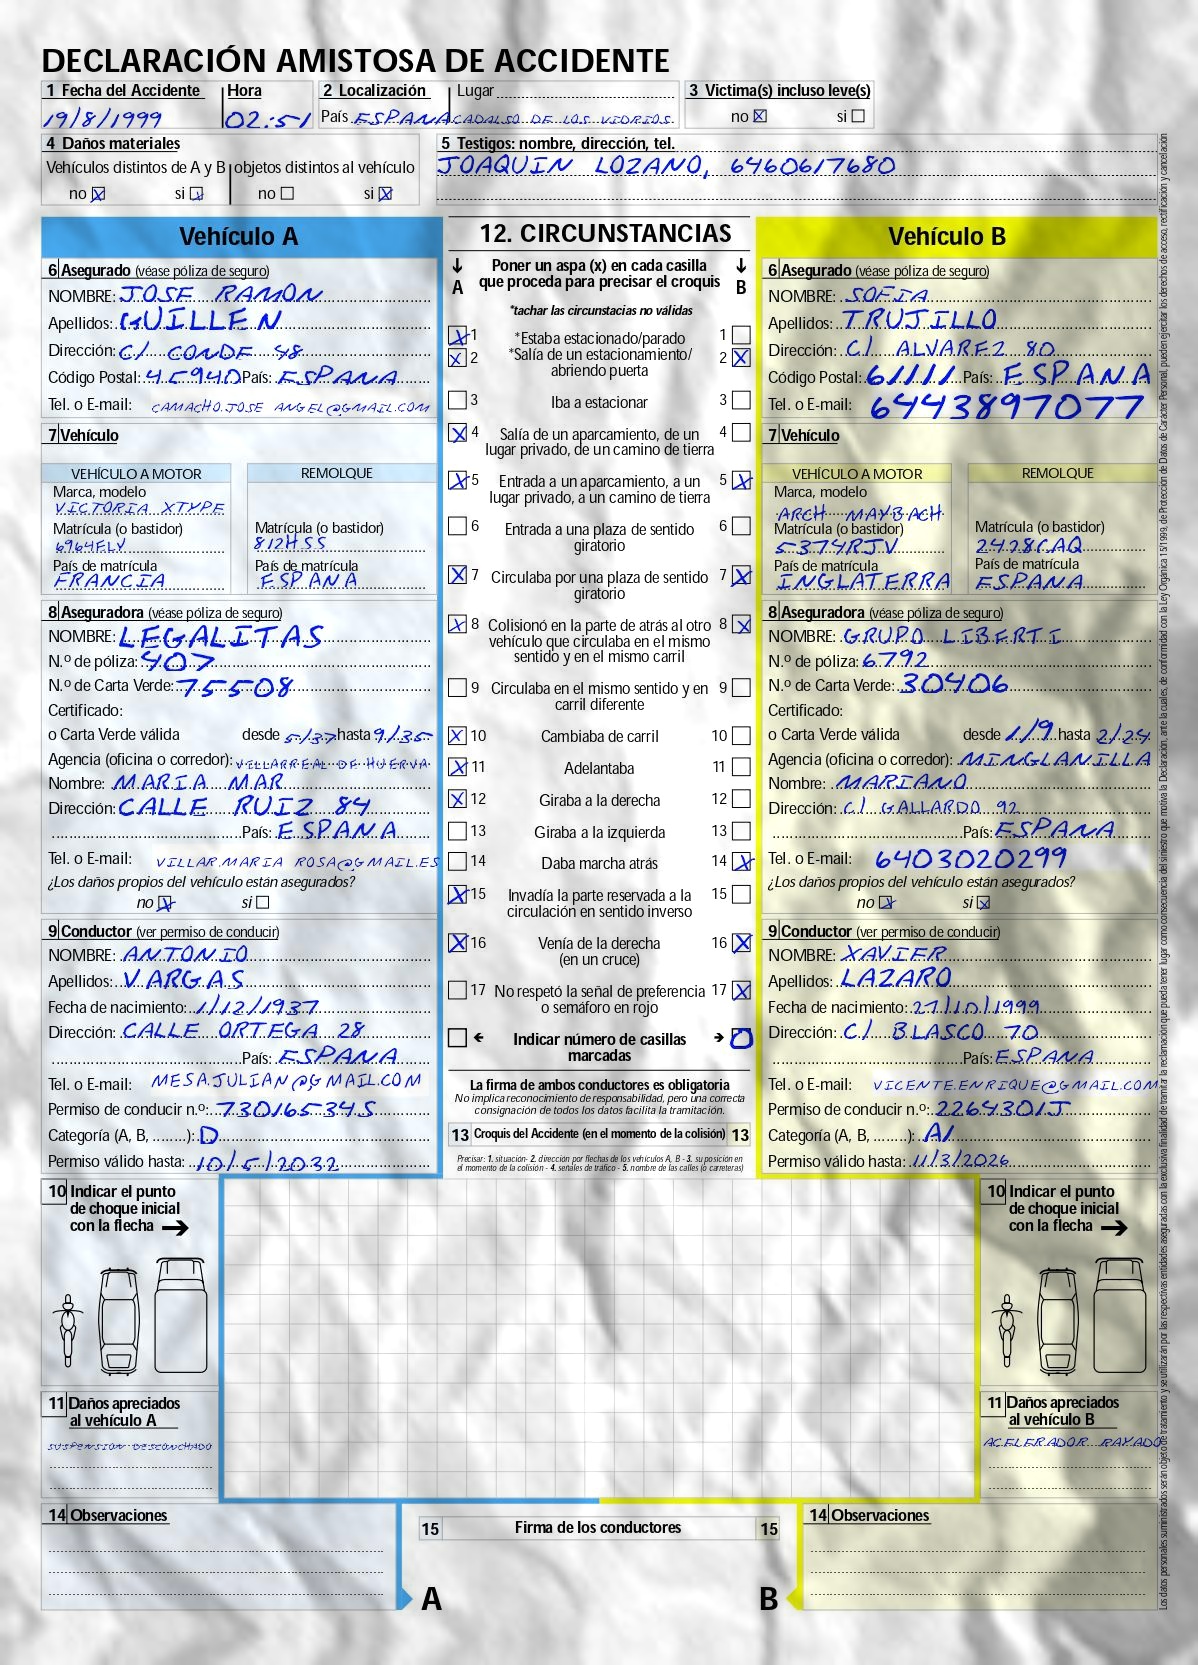 DECLARACIÓN AMISTOSA DE ACCIDENTE
1 Fecha del Accidente Hora 2 Localización Lugar 3 Victima(s) incluso leve(s)
19/8/1999 02:51 País ESPANA CADALSO DE LOS VIDRIOS no si
4 Daños materiales 5 Testigos: nombre, dirección, tel.
Vehículos distintos de A y B objetos distintos al vehículo JOAQUIN LOZANO, 6460617680
no si no si
Vehículo A
6 Asegurado (véase póliza de seguro)
NOMBRE: JOSE RAMON
Apellidos: GUILLEN
Dirección: C/ CONDE 48
Código Postal: 45940 País: ESPANA
Tel. o E-mail: CAMACHO.JOSE ANGEL@GMAIL.COM
7 Vehículo
VEHÍCULO A MOTOR REMOLQUE
Marca, modelo
VICTORIA XTYPE
Matrícula (o bastidor) Matrícula (o bastidor)
6964FLV 812HSS
País de matrícula País de matrícula
FRANCIA ESPANA
8 Aseguradora (véase póliza de seguro)
NOMBRE: LEGALITAS
N.º de póliza: 407
N.º de Carta Verde: 75508
Certificado:
o Carta Verde válida desde 5/37 hasta 9/35
Agencia (oficina o corredor): VILLARREAL DE HUERVA
Nombre: MARIA MAR
Dirección: CALLE RUIZ 84
País: ESPANA
Tel. o E-mail: VILLAR.MARIA ROSA@GMAIL.ES
¿Los daños propios del vehículo están asegurados?
no si
9 Conductor (ver permiso de conducir)
NOMBRE: ANTONIO
Apellidos: VARGAS
Fecha de nacimiento: 1/12/1937
Dirección: CALLE ORTEGA 28
País: ESPANA
Tel. o E-mail: MESA.JULIAN@GMAIL.COM
Permiso de conducir n.º: 73016534S
Categoría (A, B, ........): D
Permiso válido hasta: 10/5/2032
12. CIRCUNSTANCIAS
A Poner un aspa (x) en cada casilla que proceda para precisar el croquis B
*tachar las circunstacias no válidas
1 *Estaba estacionado/parado 1
2 *Salía de un estacionamiento/ 2
abriendo puerta
3 Iba a estacionar 3
4 Salía de un aparcamiento, de un 4
lugar privado, de un camino de tierra
5 Entrada a un aparcamiento, a un 5
lugar privado, a un camino de tierra
6 Entrada a una plaza de sentido 6
giratorio
7 Circulaba por una plaza de sentido 7
giratorio
8 Colisionó en la parte de atrás al otro 8
vehículo que circulaba en el mismo
sentido y en el mismo carril
9 Circulaba en el mismo sentido y en 9
carril diferente
10 Cambiaba de carril 10
11 Adelantaba 11
12 Giraba a la derecha 12
13 Giraba a la izquierda 13
14 Daba marcha atrás 14
15 Invadía la parte reservada a la 15
circulación en sentido inverso
16 Venía de la derecha 16
(en un cruce)
17 No respetó la señal de preferencia 17
o semáforo en rojo
Indicar número de casillas 0
marcadas
La firma de ambos conductores es obligatoria
No implica reconocimiento de responsabilidad, pero una correcta
consignación de todos los datos facilita la tramitación.
13 Croquis del Accidente (en el momento de la colisión) 13
Precisar: 1. situación- 2. dirección por flechas de los vehículos A, B - 3. su posición en
el momento de la colisión - 4. señales de tráfico - 5. nombre de las calles (o carreteras)
Vehículo B
6 Asegurado (véase póliza de seguro)
NOMBRE: SOFIA
Apellidos: TRUJILLO
Dirección: C/ ALVAREZ 80
Código Postal: 61111 País: ESPANA
Tel. o E-mail: 6443897077
7 Vehículo
VEHÍCULO A MOTOR REMOLQUE
Marca, modelo
ARCH MAYBACH
Matrícula (o bastidor) Matrícula (o bastidor)
5374RJV 2428CAQ
País de matrícula País de matrícula
INGLATERRA ESPANA
8 Aseguradora (véase póliza de seguro)
NOMBRE: GRUPO LIBERTI
N.º de póliza: 6792
N.º de Carta Verde: 30406
Certificado:
o Carta Verde válida desde 1/9 hasta 2/24
Agencia (oficina o corredor): MINGLANILLA
Nombre: MARIANO
Dirección: C/ GALLARDO 92
País: ESPANA
Tel. o E-mail: 6403020299
¿Los daños propios del vehículo están asegurados?
no si
9 Conductor (ver permiso de conducir)
NOMBRE: XAVIER
Apellidos: LAZARO
Fecha de nacimiento: 27/10/1999
Dirección: C/ BLASCO 70
País: ESPANA
Tel. o E-mail: VICENTE.ENRIQUE@GMAIL.COM
Permiso de conducir n.º: 2264301J
Categoría (A, B, ........): A1
Permiso válido hasta: 11/3/2026
10 Indicar el punto
de choque inicial
con la flecha
11 Daños apreciados
al vehículo A
SUSPENSION DESCONCHADO
10 Indicar el punto
de choque inicial
con la flecha
11 Daños apreciados
al vehículo B
ACELERADOR RAYADO
14 Observaciones
15 Firma de los conductores 15
A B
14 Observaciones
Los datos personales suministrados serán objeto de tratamiento y se utilizarán por las respectivas entidades aseguradas con la exclusiva finalidad de tramitar la reclamación que pueda tener lugar como consecuencia del siniestro que motiva la Declaración, ante la cuales, de conformidad con la Ley Orgánica 15/1999, de Protección de Datos de Carácter Personal, pueden ejercitar los derechos de acceso, rectificación y cancelación